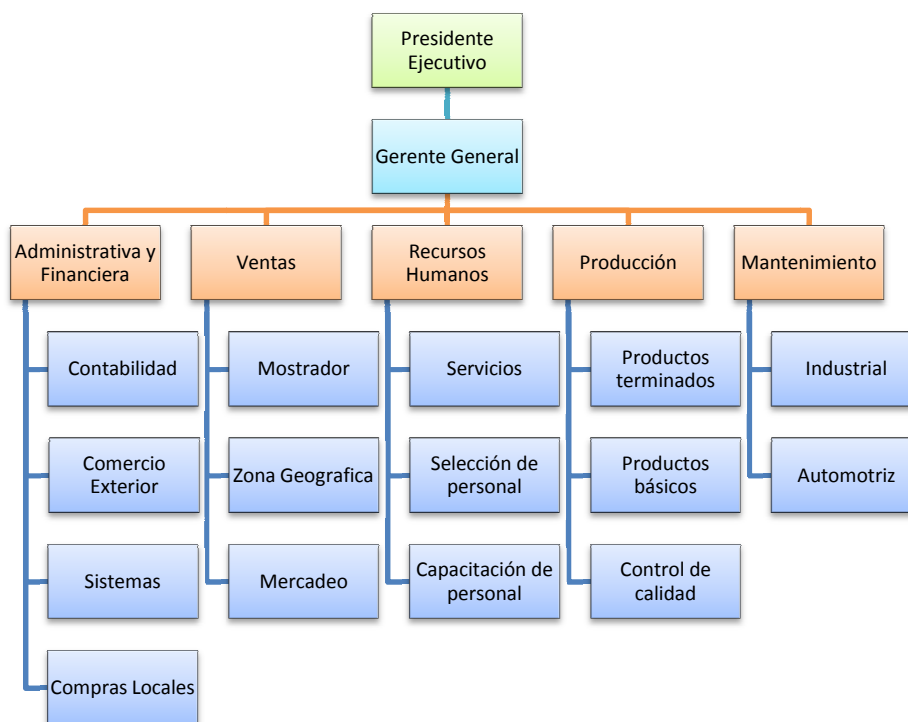 Presidente
Ejecutivo
Gerente General
Administrativa y
Financiera
Ventas
Recursos
Humanos
Producción
Mantenimiento
Contabilidad
Mostrador
Servicios
Productos
terminados
Industrial
Comercio
Exterior
Zona Geografica
Selección de
personal
Productos
básicos
Automotriz
Sistemas
Mercadeo
Capacitación de
personal
Control de
calidad
Compras Locales